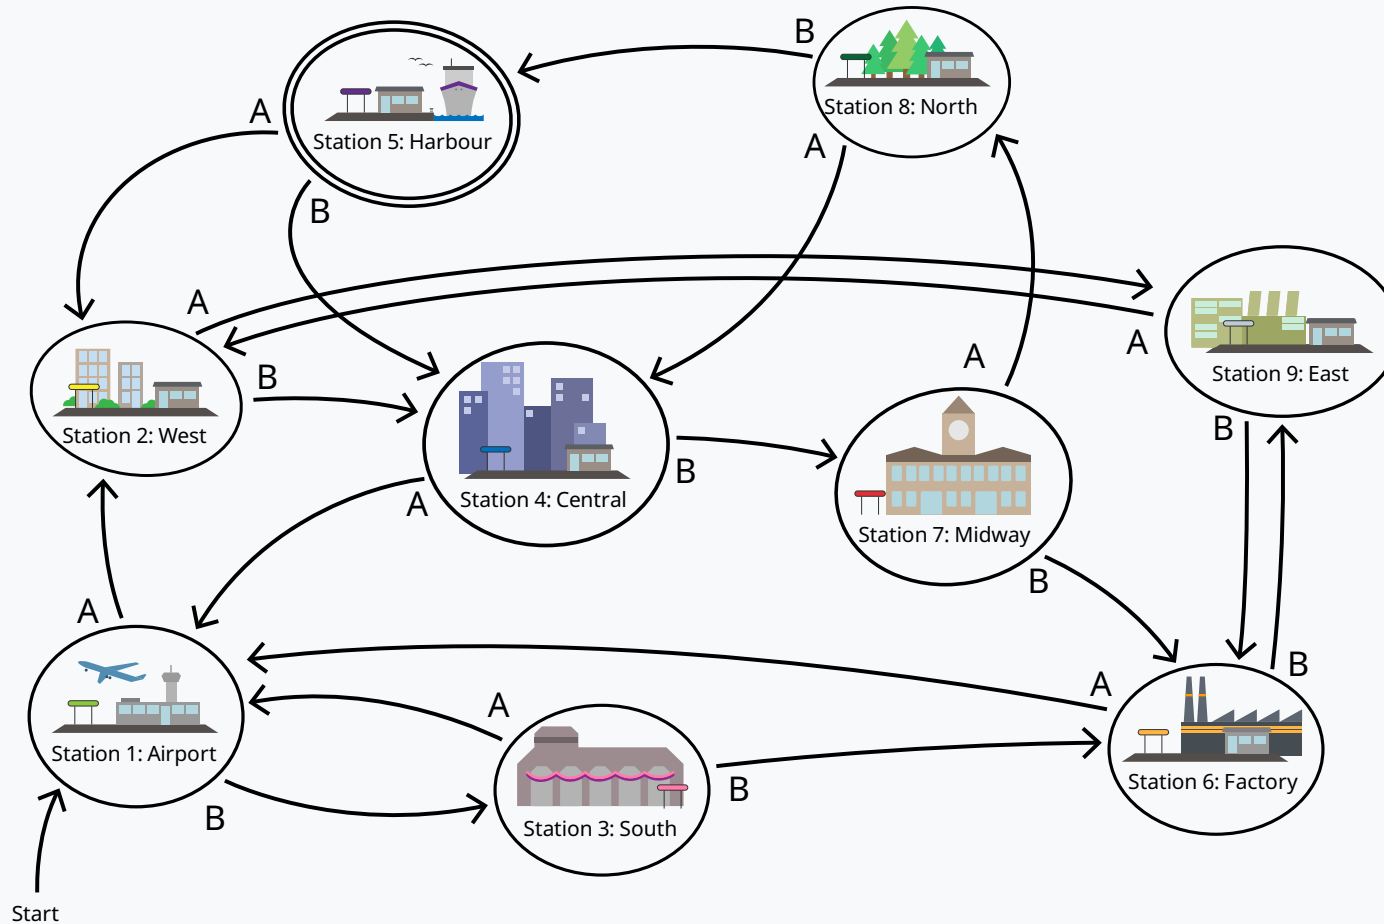 B
A
Station 8: North
A
Station 5: Harbour
B
A
A
A
B
A
Station 9: East
Station 2: West
B
B
Station 4: Central
A
Station 7: Midway
B
A
B
A
A
Station 1: Airport
Station 6: Factory
B
B
Station 3: South
Start